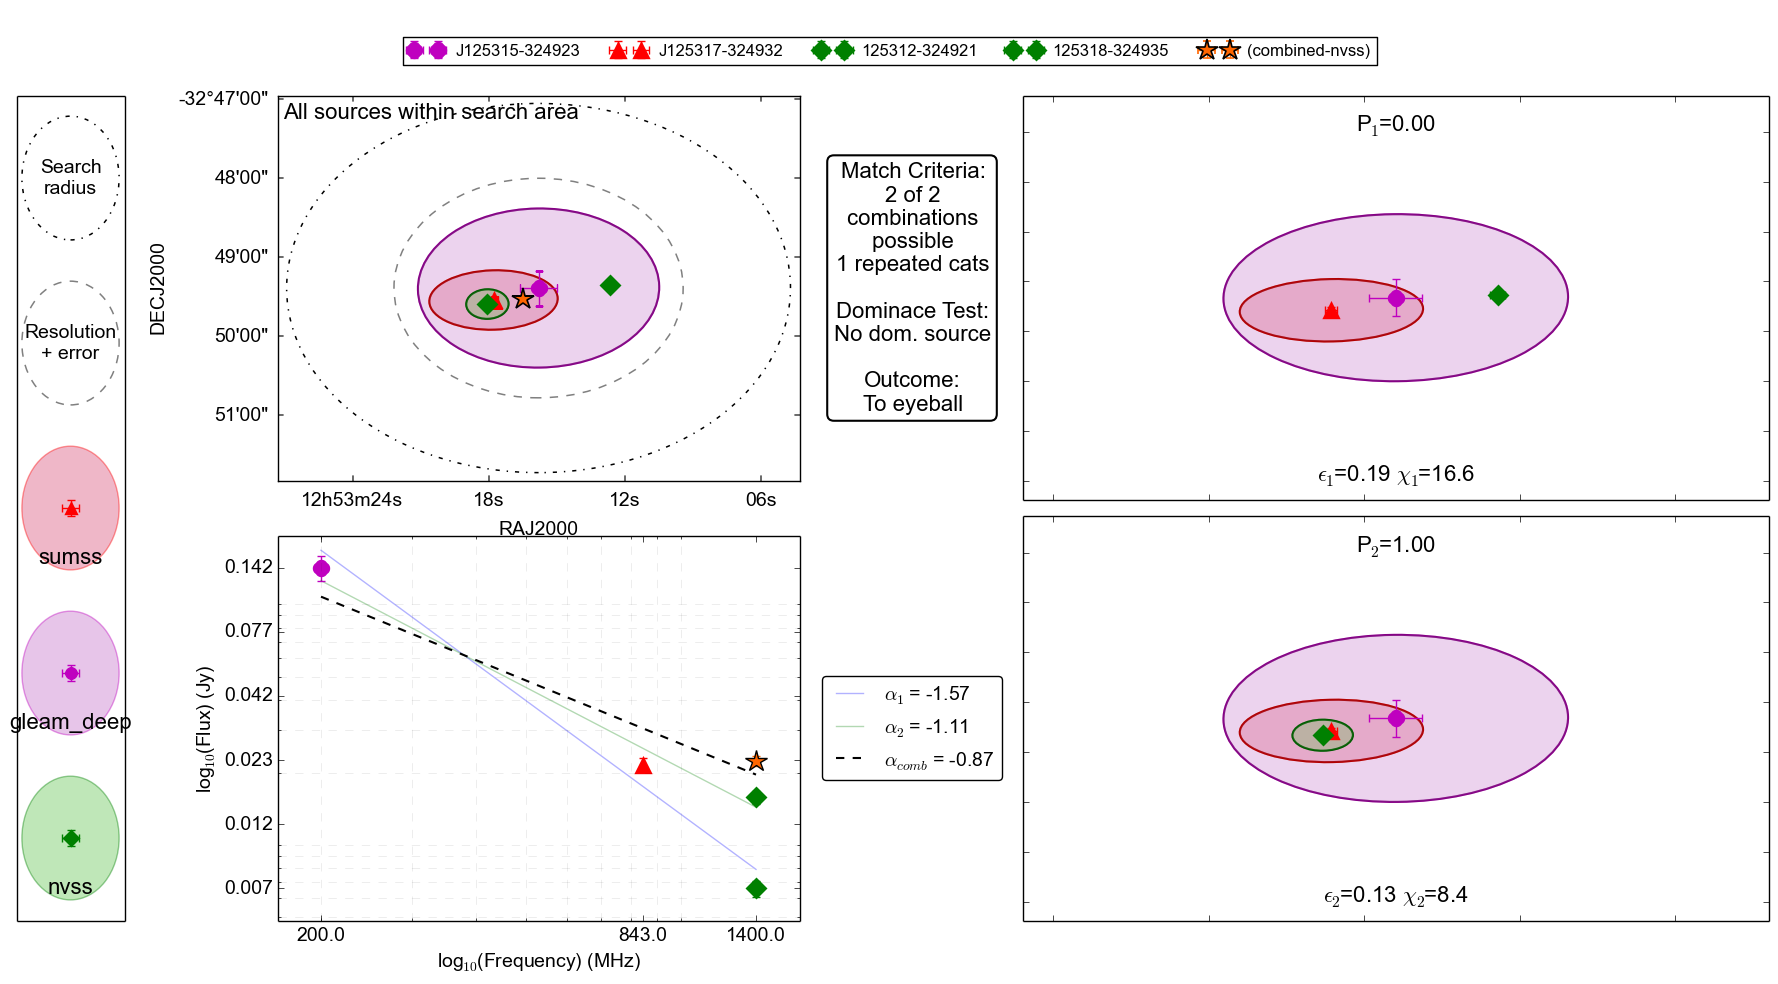 J125315-324923 J125317-324932 125312-324921 125318-324935 (combined-nvss)
Search
radius
Resolution
+ error
sumss
gleam_deep
nvss
All sources within search area
-32°47'00"
48'00"
49'00"
50'00"
51'00"
DECJ2000
12h53m24s 18s 12s 06s
RAJ2000
Match Criteria:
2 of 2
combinations
possible
1 repeated cats
Dominace Test:
No dom. source
Outcome:
To eyeball
P₁=0.00
ϵ₁=0.19 χ₁=16.6
0.142
0.077
0.042
0.023
0.012
0.007
log₁₀(Flux) (Jy)
200.0 843.0 1400.0
log₁₀(Frequency) (MHz)
α₁ = -1.57
α₂ = -1.11
α_comb = -0.87
P₂=1.00
ϵ₂=0.13 χ₂=8.4